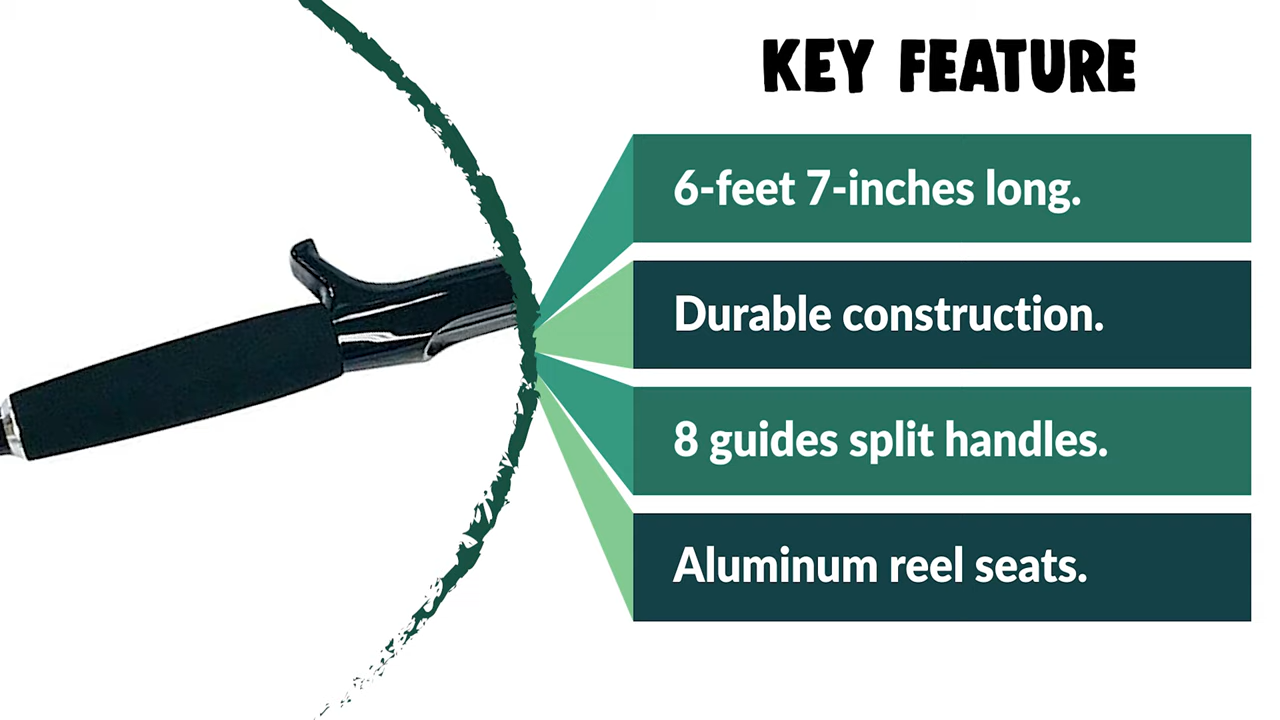 KEY FEATURE
6-feet 7-inches long.
Durable construction.
8 guides split handles.
Aluminum reel seats.